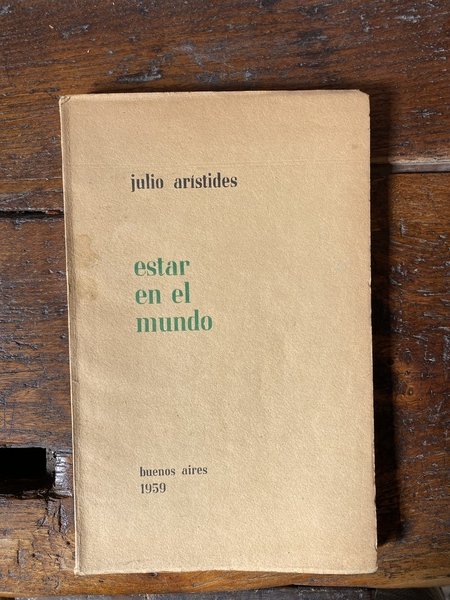 julio arístides
estar
en el
mundo
buenos aires
1959